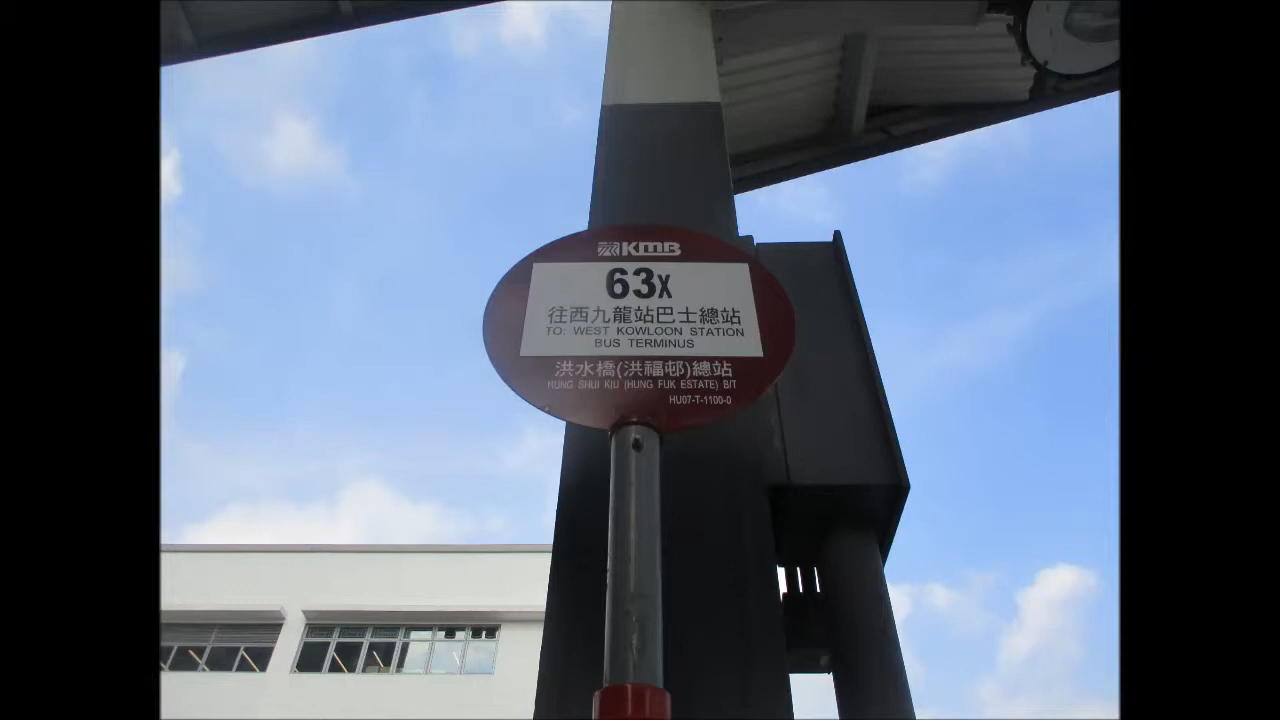 KMB
63X
往西九龍站巴士總站
TO: WEST KOWLOON STATION
BUS TERMINUS
洪水橋(洪福邨)總站
HUNG SHUI KIU (HUNG FUK ESTATE) B/T
HU07-T-1100-0